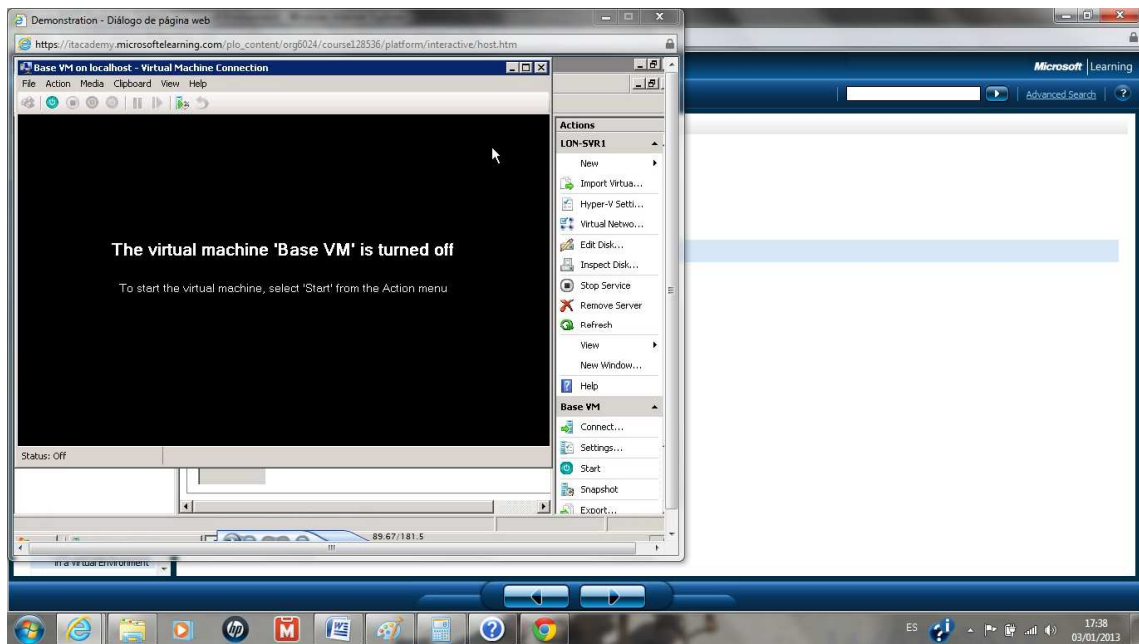 Demonstration - Diálogo de página web
https://itacademy.microsoftelearning.com/plo_content/org6024/course128536/platform/interactive/host.htm
Base VM on localhost - Virtual Machine Connection
File Action Media Clipboard View Help
The virtual machine 'Base VM' is turned off
To start the virtual machine, select 'Start' from the Action menu
Status: Off
Actions
LON-SVR1
New
Import Virtua...
Hyper-V Setti...
Virtual Netwo...
Edit Disk...
Inspect Disk...
Stop Service
Remove Server
Refresh
View
New Window...
Help
Base VM
Connect...
Settings...
Start
Snapshot
Export...
89.67/181.5
in a Virtual Environment
Microsoft Learning
Advanced Search
ES
17:38
03/01/2013